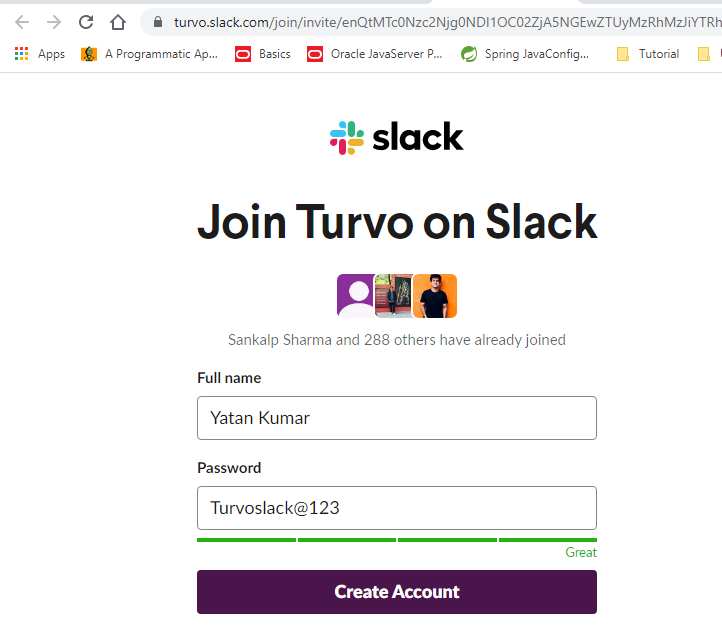 turvo.slack.com/join/invite/enQtMTc0Nzc2Njg0NDI1OC02ZjA5NGEwZTUyMzRhMzJiYTRh
Apps A Programmatic Ap... Basics Oracle JavaServer P... Spring JavaConfig... Tutorial
slack
Join Turvo on Slack
Sankalp Sharma and 288 others have already joined
Full name
Yatan Kumar
Password
Turvoslack@123
Great
Create Account